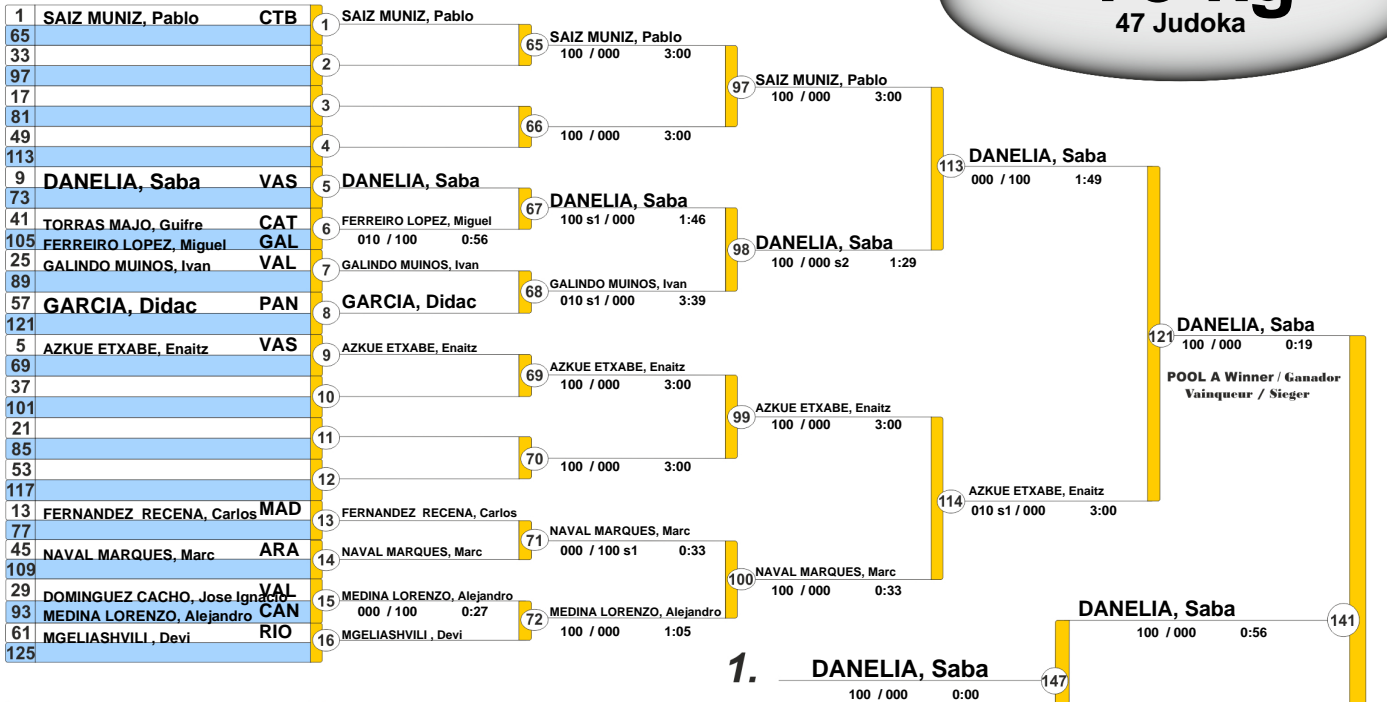 47 Judoka
1 SAIZ MUNIZ, Pablo CTB
65
33
97
17
81
49
113
9 DANELIA, Saba VAS
73
41 TORRAS MAJO, Guifre CAT
105 FERREIRO LOPEZ, Miguel GAL
25 GALINDO MUINOS, Ivan VAL
89
57 GARCIA, Didac PAN
121
5 AZKUE ETXABE, Enaitz VAS
69
37
101
21
85
53
117
13 FERNANDEZ RECENA, Carlos MAD
77
45 NAVAL MARQUES, Marc ARA
109
29 DOMINGUEZ CACHO, Jose Ignacio VAL
93 MEDINA LORENZO, Alejandro CAN
61 MGELIASHVILI , Devi RIO
125
1 SAIZ MUNIZ, Pablo
2
3
4
5 DANELIA, Saba
6 FERREIRO LOPEZ, Miguel
010 / 100 0:56
7 GALINDO MUINOS, Ivan
8 GARCIA, Didac
9 AZKUE ETXABE, Enaitz
10
11
12
13 FERNANDEZ RECENA, Carlos
14 NAVAL MARQUES, Marc
15 MEDINA LORENZO, Alejandro
000 / 100 0:27
16 MGELIASHVILI , Devi
65 SAIZ MUNIZ, Pablo
100 / 000 3:00
66
100 / 000 3:00
67 DANELIA, Saba
100 s1 / 000 1:46
68 GALINDO MUINOS, Ivan
010 s1 / 000 3:39
69 AZKUE ETXABE, Enaitz
100 / 000 3:00
70
100 / 000 3:00
71 NAVAL MARQUES, Marc
000 / 100 s1 0:33
72 MEDINA LORENZO, Alejandro
100 / 000 1:05
97 SAIZ MUNIZ, Pablo
100 / 000 3:00
98 DANELIA, Saba
100 / 000 s2 1:29
99 AZKUE ETXABE, Enaitz
100 / 000 3:00
100 NAVAL MARQUES, Marc
100 / 000 0:33
113 DANELIA, Saba
000 / 100 1:49
114 AZKUE ETXABE, Enaitz
010 s1 / 000 3:00
121 DANELIA, Saba
100 / 000 0:19
POOL A Winner / Ganador
Vainqueur / Sieger
DANELIA, Saba 141
100 / 000 0:56
1. DANELIA, Saba 147
100 / 000 0:00